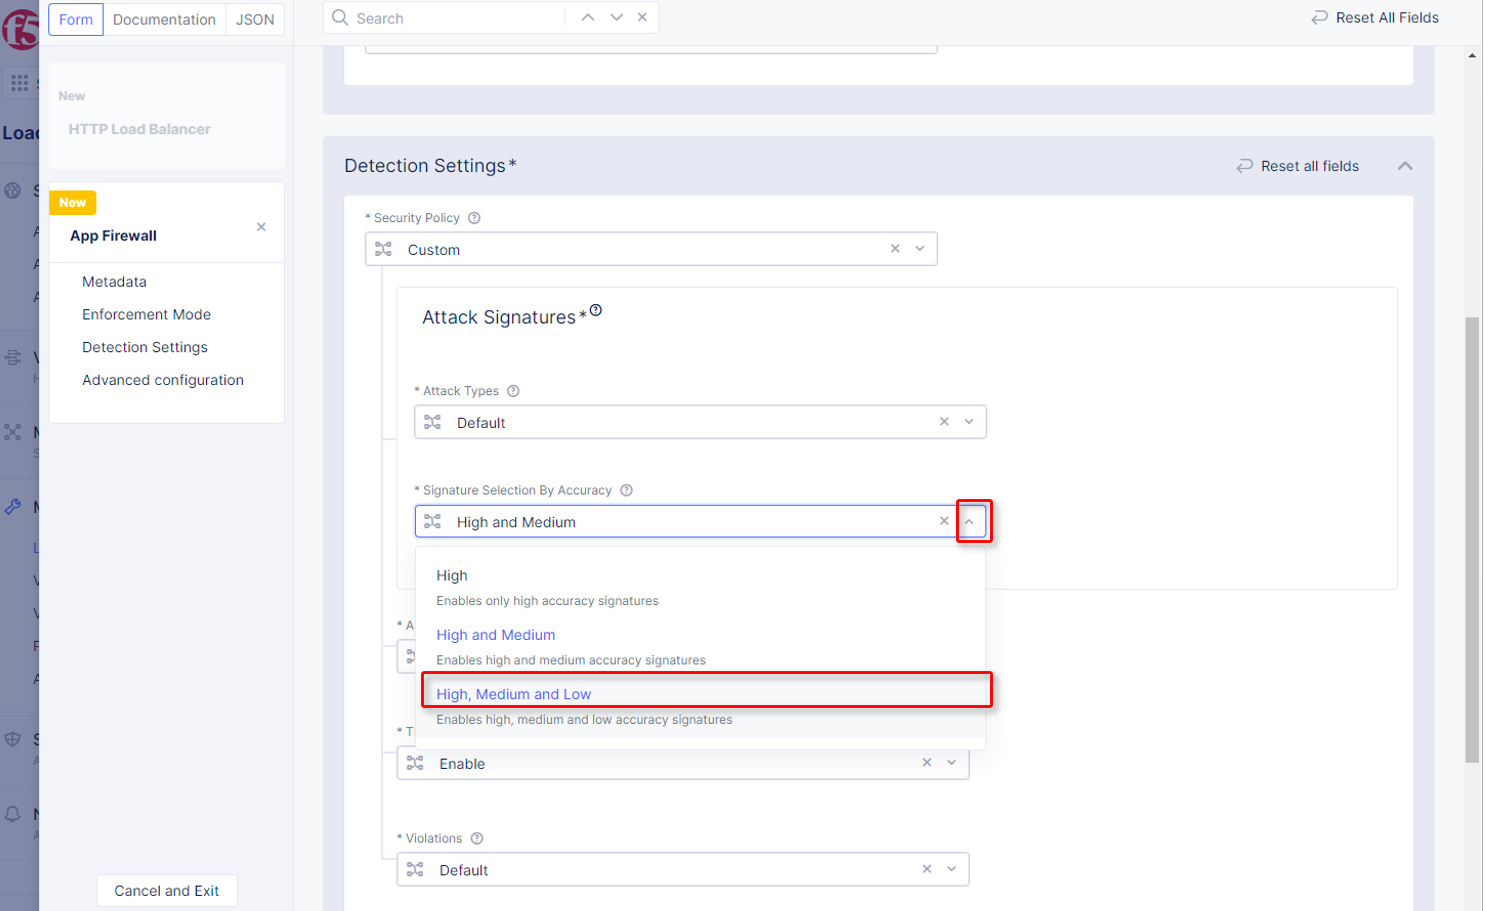 Form
Documentation
JSON
Search
Reset All Fields
f5
New
HTTP Load Balancer
Load
New
App Firewall
Metadata
Enforcement Mode
Detection Settings
Advanced configuration
Cancel and Exit
Detection Settings*
Reset all fields
* Security Policy
Custom
Attack Signatures*
* Attack Types
Default
* Signature Selection By Accuracy
High and Medium
High
Enables only high accuracy signatures
High and Medium
Enables high and medium accuracy signatures
High, Medium and Low
Enables high, medium and low accuracy signatures
Enable
* Violations
Default